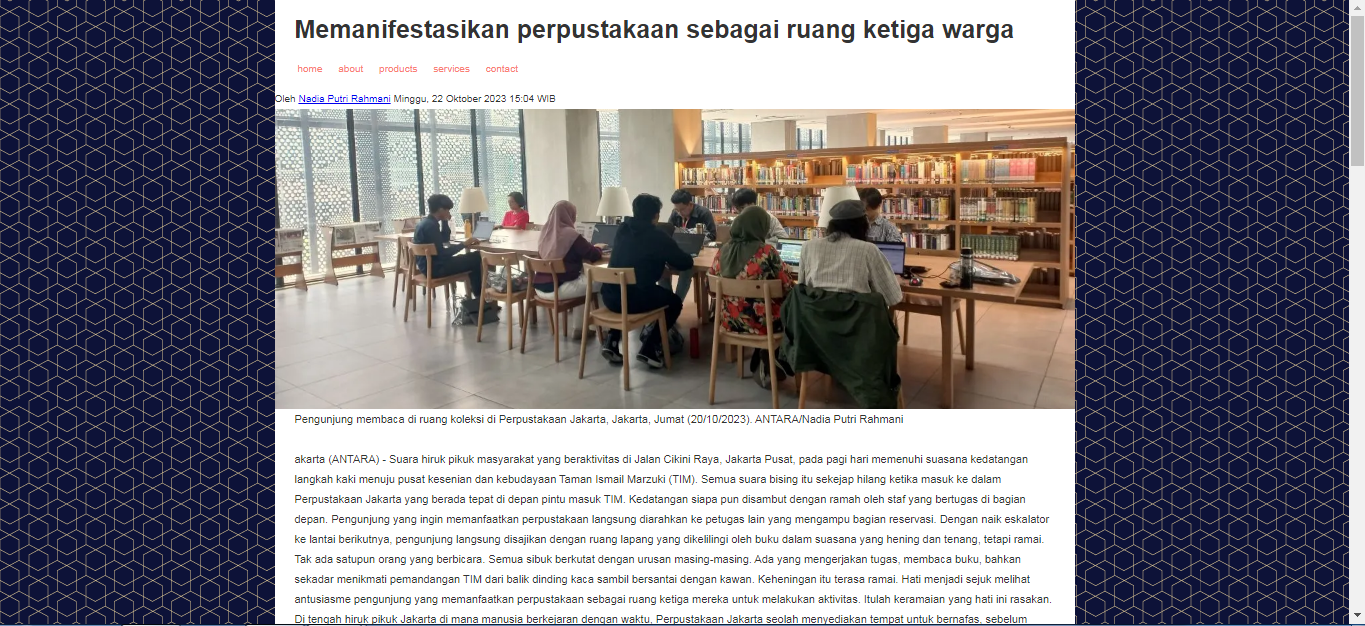 Memanifestasikan perpustakaan sebagai ruang ketiga warga
home about products services contact
Oleh Nadia Putri Rahmani Minggu, 22 Oktober 2023 15:04 WIB
Pengunjung membaca di ruang koleksi di Perpustakaan Jakarta, Jakarta, Jumat (20/10/2023). ANTARA/Nadia Putri Rahmani
akarta (ANTARA) - Suara hiruk pikuk masyarakat yang beraktivitas di Jalan Cikini Raya, Jakarta Pusat, pada pagi hari memenuhi suasana kedatangan
langkah kaki menuju pusat kesenian dan kebudayaan Taman Ismail Marzuki (TIM). Semua suara bising itu sekejap hilang ketika masuk ke dalam
Perpustakaan Jakarta yang berada tepat di depan pintu masuk TIM. Kedatangan siapa pun disambut dengan ramah oleh staf yang bertugas di bagian
depan. Pengunjung yang ingin memanfaatkan perpustakaan langsung diarahkan ke petugas lain yang mengampu bagian reservasi. Dengan naik eskalator
ke lantai berikutnya, pengunjung langsung disajikan dengan ruang lapang yang dikelilingi oleh buku dalam suasana yang hening dan tenang, tetapi ramai.
Tak ada satupun orang yang berbicara. Semua sibuk berkutat dengan urusan masing-masing. Ada yang mengerjakan tugas, membaca buku, bahkan
sekadar menikmati pemandangan TIM dari balik dinding kaca sambil bersantai dengan kawan. Keheningan itu terasa ramai. Hati menjadi sejuk melihat
antusiasme pengunjung yang memanfaatkan perpustakaan sebagai ruang ketiga mereka untuk melakukan aktivitas. Itulah keramaian yang hati ini rasakan.
Di tengah hiruk pikuk Jakarta di mana manusia berkejaran dengan waktu, Perpustakaan Jakarta seolah menyediakan tempat untuk bernafas, sebelum